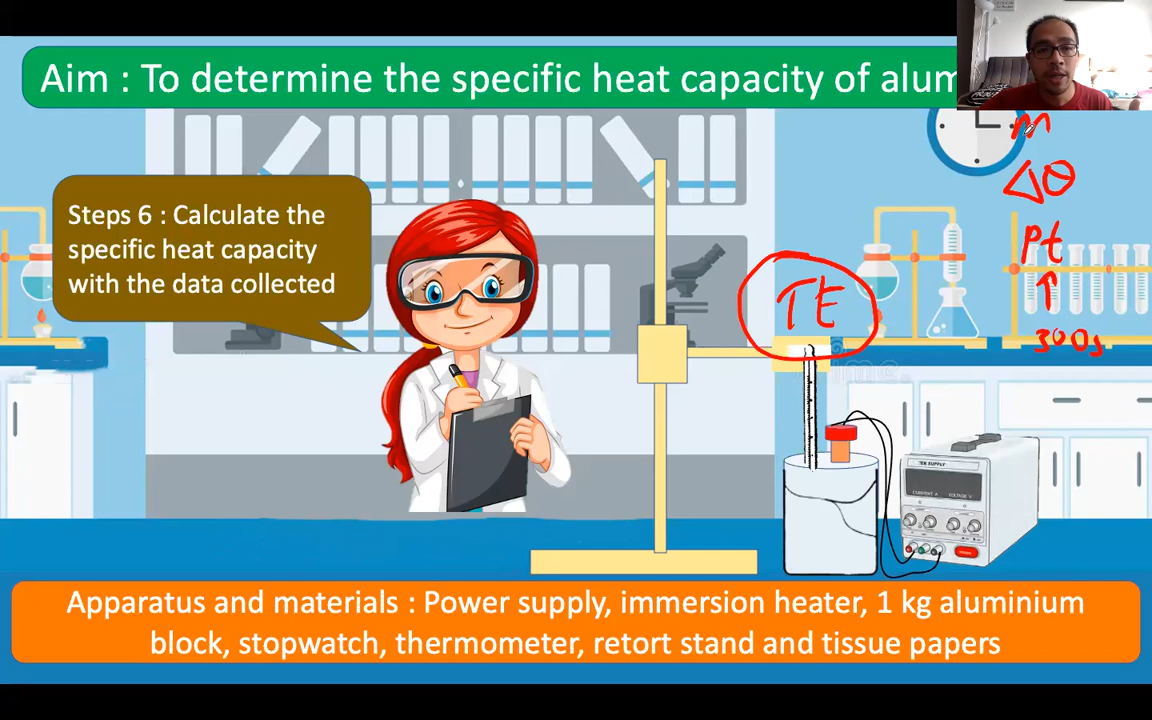 Aim : To determine the specific heat capacity of alum
m
Δθ
Steps 6 : Calculate the
specific heat capacity
with the data collected
Pt
↑
TE
300s
CURRENT A
VOLTAGE V
Apparatus and materials : Power supply, immersion heater, 1 kg aluminium
block, stopwatch, thermometer, retort stand and tissue papers